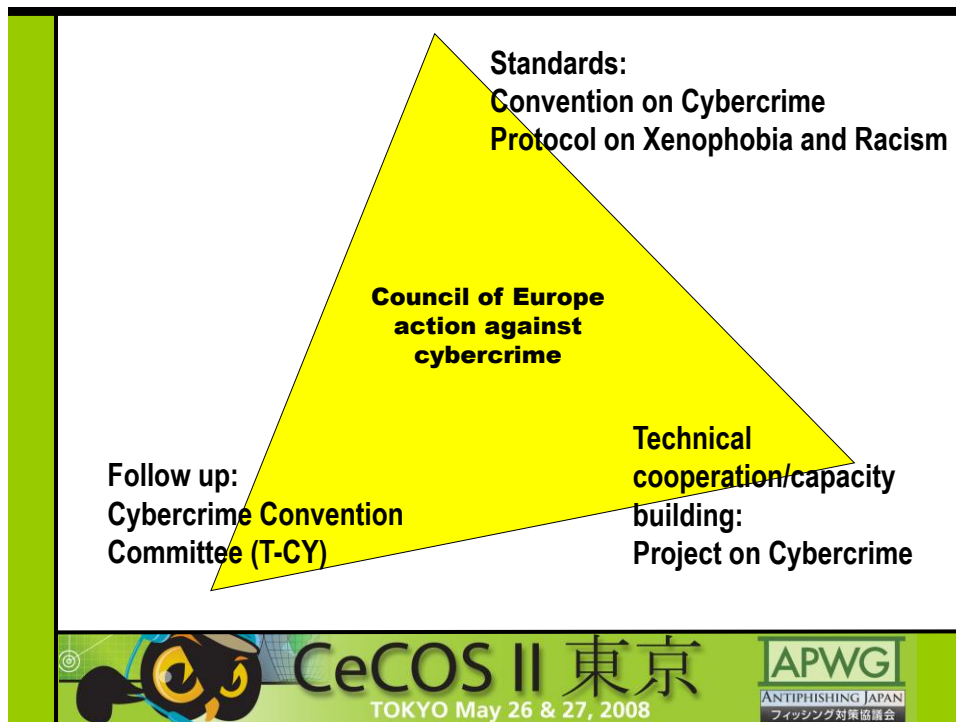 Standards:
Convention on Cybercrime
Protocol on Xenophobia and Racism
Council of Europe
action against
cybercrime
Technical
cooperation/capacity
building:
Project on Cybercrime
Follow up:
Cybercrime Convention
Committee (T-CY)
CeCOS II 東京
TOKYO May 26 & 27, 2008
APWG
ANTIPHISHING JAPAN
フィッシング対策協議会